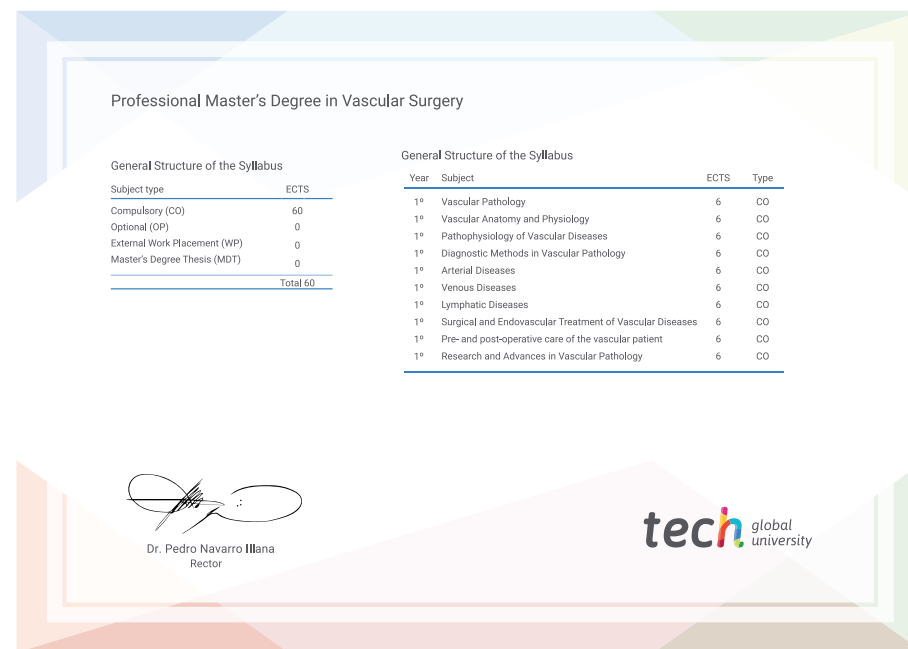 Professional Master's Degree in Vascular Surgery
General Structure of the Syllabus
Subject type ECTS
Compulsory (CO) 60
Optional (OP) 0
External Work Placement (WP) 0
Master's Degree Thesis (MDT) 0
Total 60
General Structure of the Syllabus
Year Subject ECTS Type
1º Vascular Pathology 6 CO
1º Vascular Anatomy and Physiology 6 CO
1º Pathophysiology of Vascular Diseases 6 CO
1º Diagnostic Methods in Vascular Pathology 6 CO
1º Arterial Diseases 6 CO
1º Venous Diseases 6 CO
1º Lymphatic Diseases 6 CO
1º Surgical and Endovascular Treatment of Vascular Diseases 6 CO
1º Pre- and post-operative care of the vascular patient 6 CO
1º Research and Advances in Vascular Pathology 6 CO
Dr. Pedro Navarro Illana
Rector
tech global
university